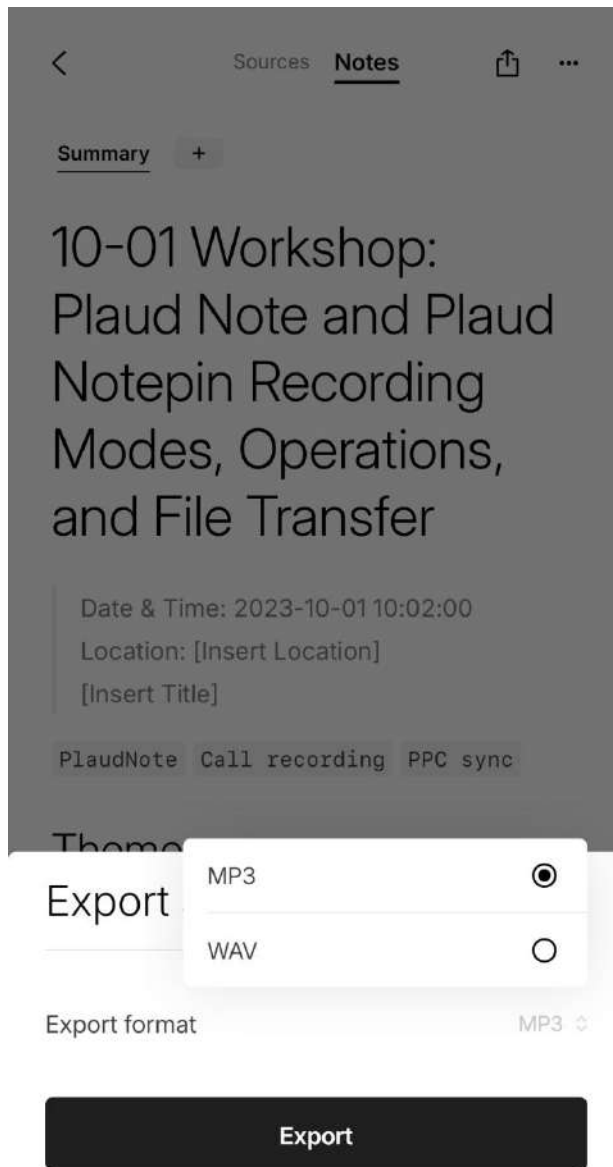 Sources Notes
Summary +
10-01 Workshop:
Plaud Note and Plaud
Notepin Recording
Modes, Operations,
and File Transfer
Date & Time: 2023-10-01 10:02:00
Location: [Insert Location]
[Insert Title]
PlaudNote Call recording PPC sync
MP3
Export
WAV
Export format MP3
Export